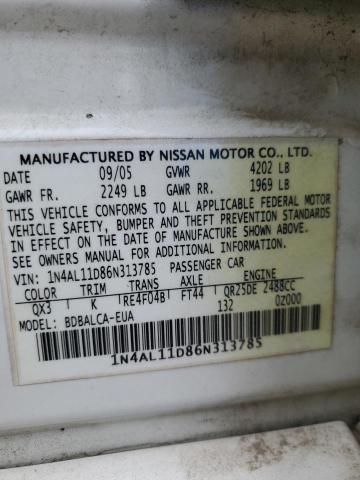 MANUFACTURED BY NISSAN MOTOR CO., LTD.
DATE 09/05 GVWR 4202 LB
GAWR FR. 2249 LB GAWR RR. 1969 LB
THIS VEHICLE CONFORMS TO ALL APPLICABLE FEDERAL MOTOR
VEHICLE SAFETY, BUMPER AND THEFT PREVENTION STANDARDS
IN EFFECT ON THE DATE OF MANUFACTURE SHOWN ABOVE.
SEE OWNERS MANUAL FOR ADDITIONAL INFORMATION.
VIN: 1N4AL11D86N313785 PASSENGER CAR
COLOR TRIM TRANS AXLE ENGINE
QX3 K RE4F04B FT44 QR25DE 2488CC
MODEL: BDBALCA-EUA 132 02000
1N4AL11D86N313785